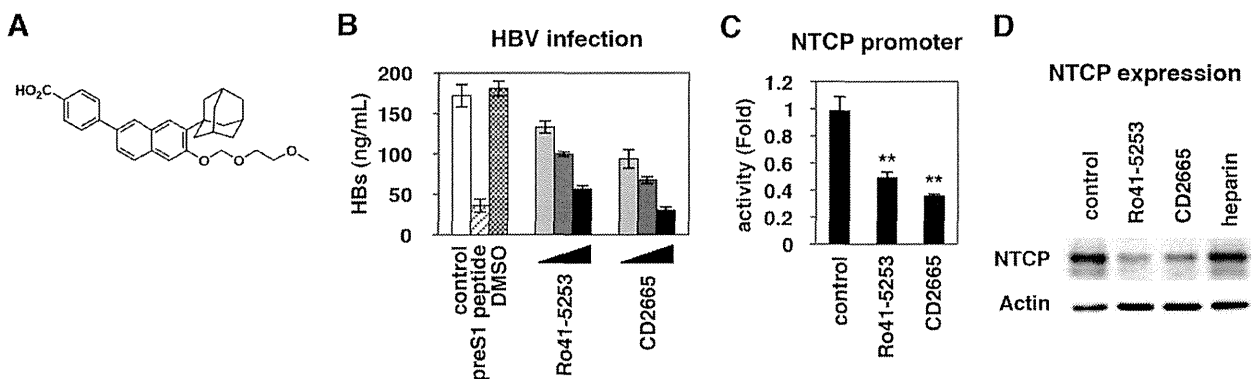 A
HO₂C
O
O
O
B
HBV infection
HBs (ng/mL)
200
150
100
50
0
control
preS1 peptide
DMSO
Ro41-5253
CD2665
C
NTCP promoter
activity (Fold)
1.2
1
0.8
0.6
0.4
0.2
0
**
**
control
Ro41-5253
CD2665
D
NTCP expression
control
Ro41-5253
CD2665
heparin
NTCP
Actin